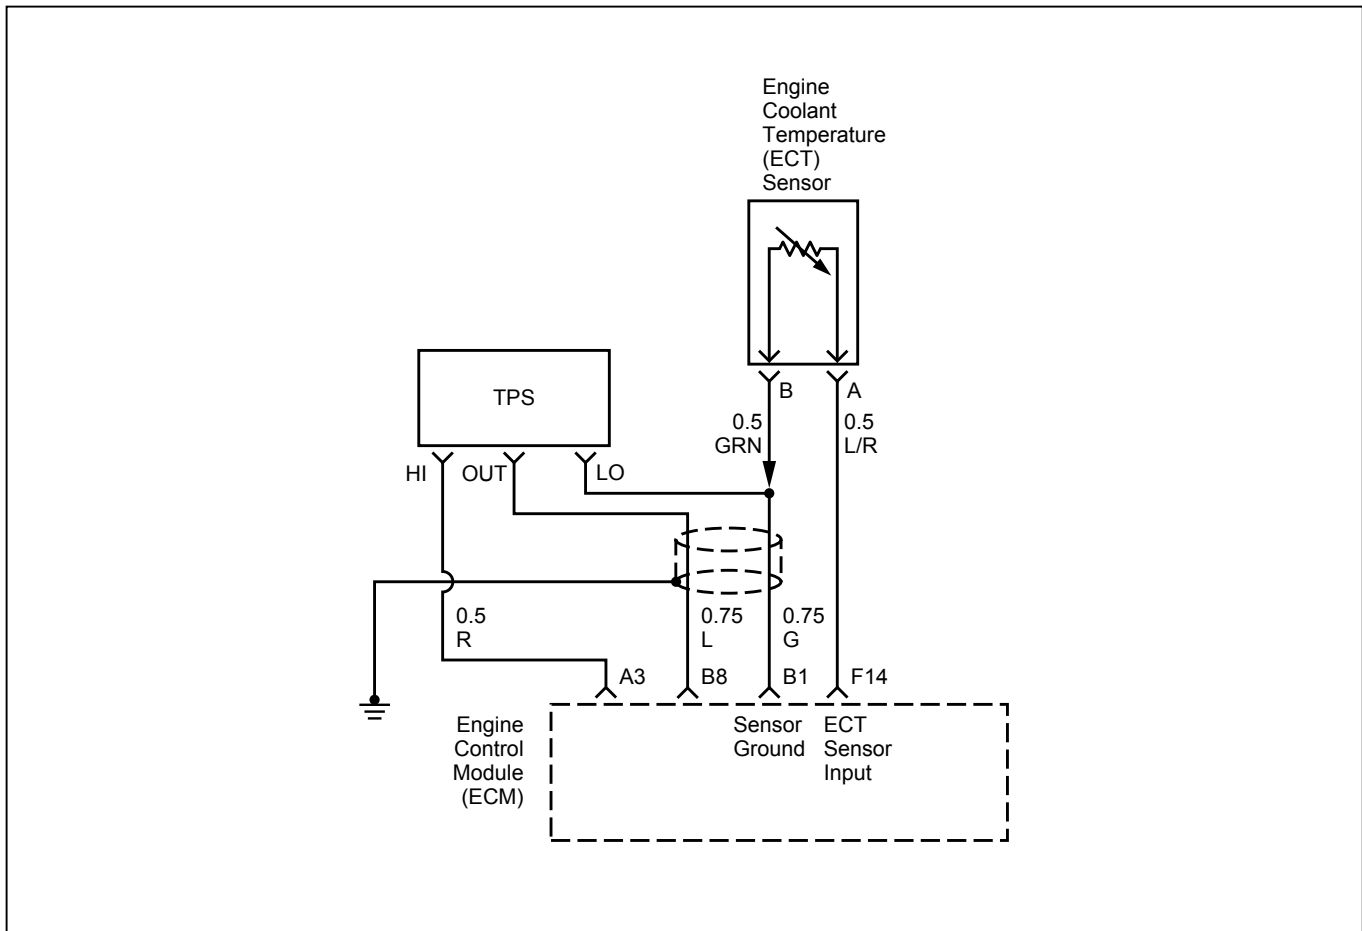 Engine
Coolant
Temperature
(ECT)
Sensor
TPS
B
A
0.5
GRN
0.5
L/R
HI
OUT
LO
0.5
R
0.75
L
0.75
G
A3
B8
B1
F14
Engine
Control
Module
(ECM)
Sensor
Ground
ECT
Sensor
Input